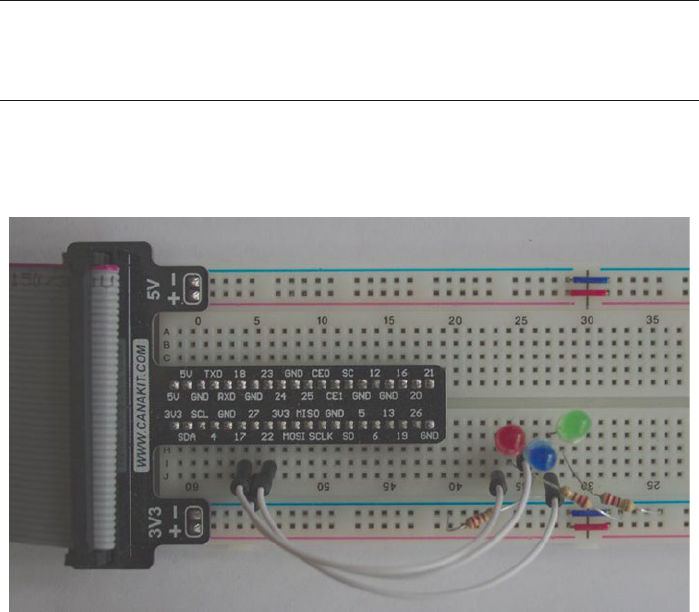 5V
− +
0 5 10 15 20 25 30 35
A
B
C
WWW.CANAKIT.COM
5V TXD 18 23 GND CE0 SC 12 16 21
5V GND RXD GND 24 25 CE1 GND GND 20
3V3 SCL GND 27 3V3 MISO GND 5 13 26
SDA 4 17 22 MOSI SCLK SO 6 19 GND
H
I
J
60 50 45 40 30 25
3V3
− +